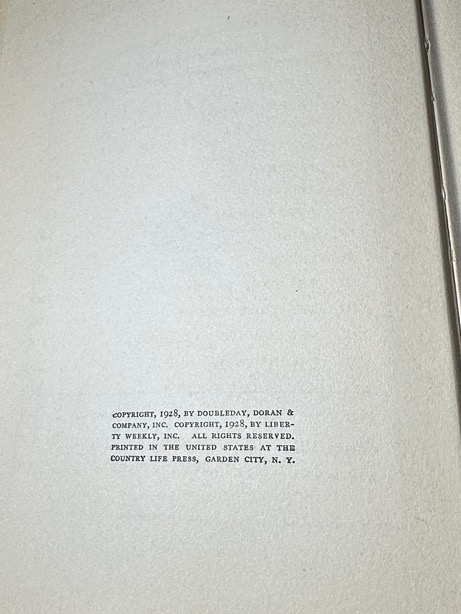 COPYRIGHT, 1928, BY DOUBLEDAY, DORAN &
COMPANY, INC. COPYRIGHT, 1928, BY LIBER-
TY WEEKLY, INC. ALL RIGHTS RESERVED.
PRINTED IN THE UNITED STATES AT THE
COUNTRY LIFE PRESS, GARDEN CITY, N. Y.